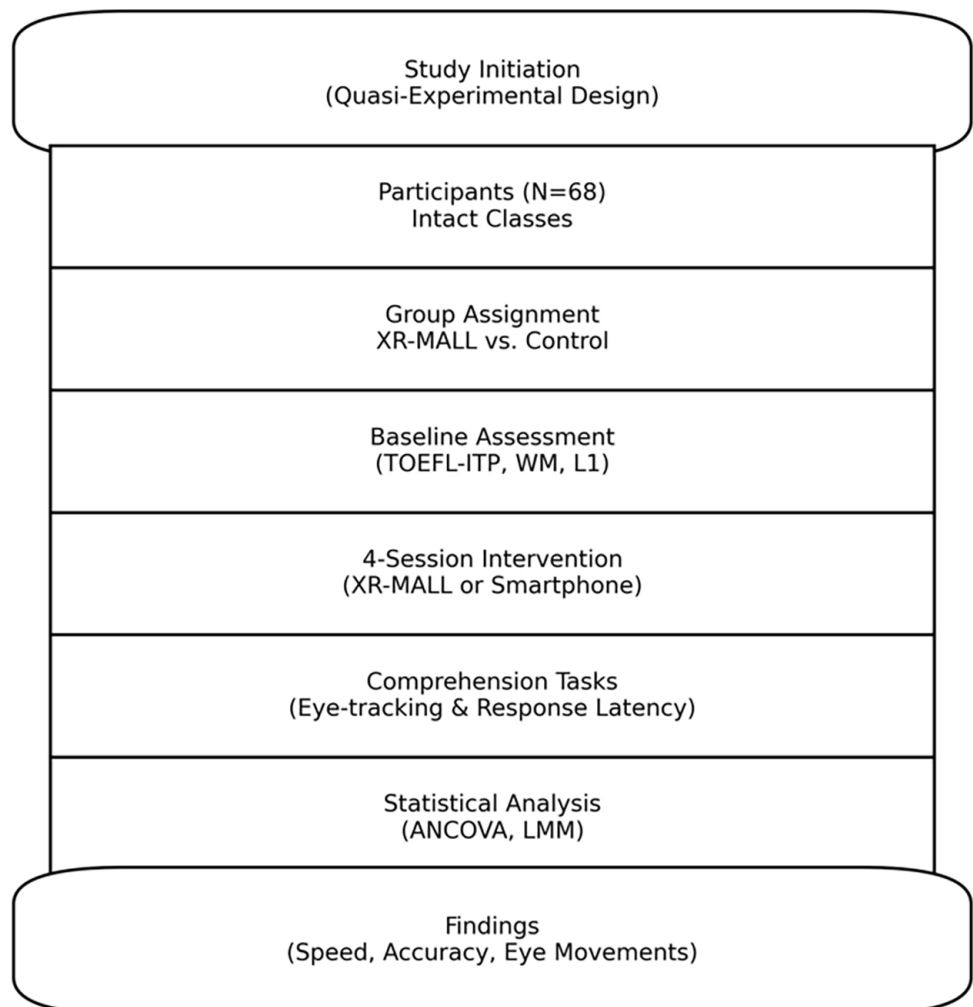 Study Initiation
(Quasi-Experimental Design)
Participants (N=68)
Intact Classes
Group Assignment
XR-MALL vs. Control
Baseline Assessment
(TOEFL-ITP, WM, L1)
4-Session Intervention
(XR-MALL or Smartphone)
Comprehension Tasks
(Eye-tracking & Response Latency)
Statistical Analysis
(ANCOVA, LMM)
Findings
(Speed, Accuracy, Eye Movements)